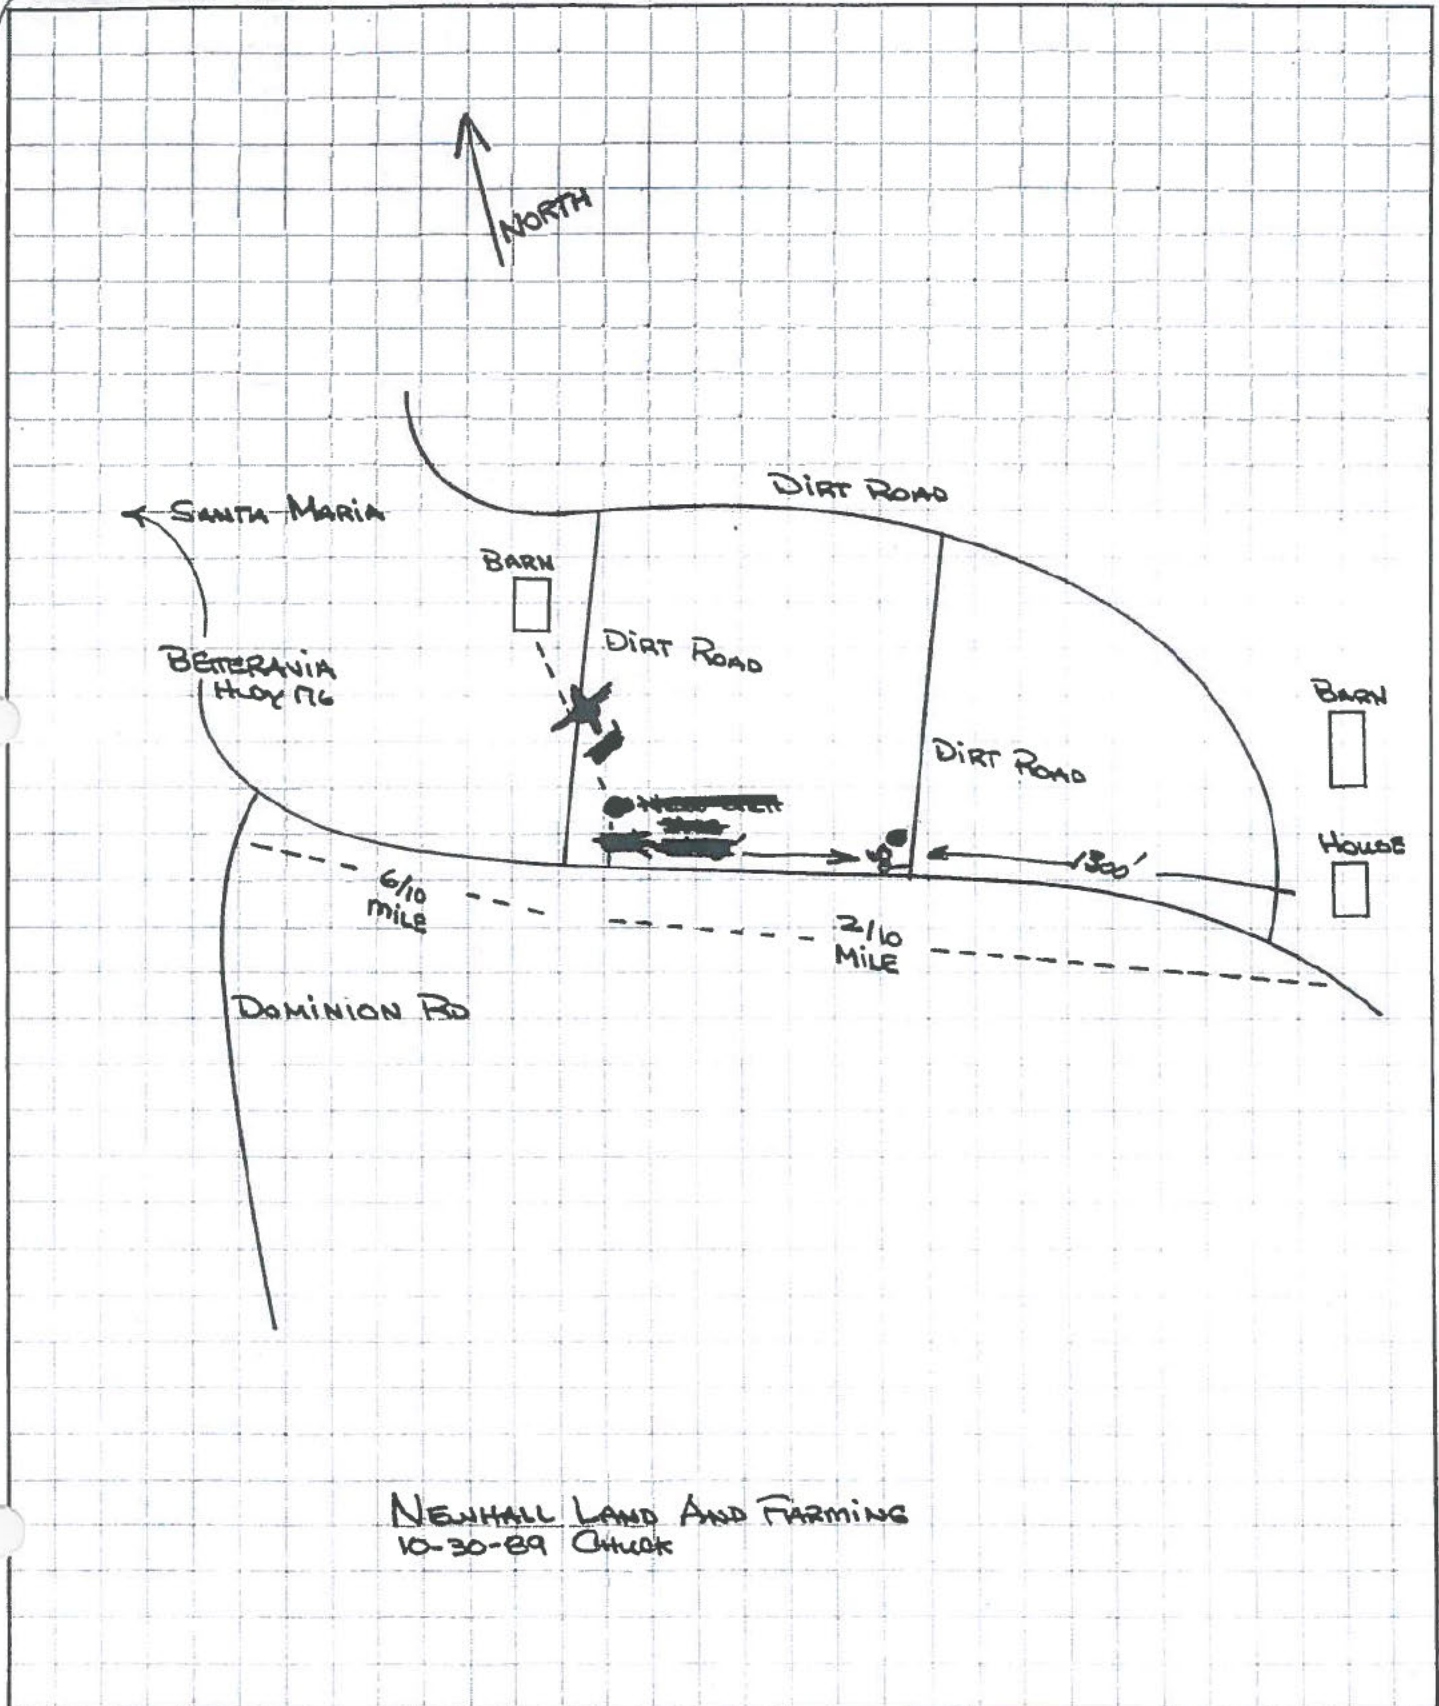 NORTH
DIRT ROAD
SANTA MARIA
BARN
DIRT ROAD
BETTERAVIA
HWY 176
BARN
DIRT ROAD
HOUSE
1300'
6/10
MILE
2/10
MILE
DOMINION RD
NEWHALL LAND AND FARMING
10-30-89 CHUCK